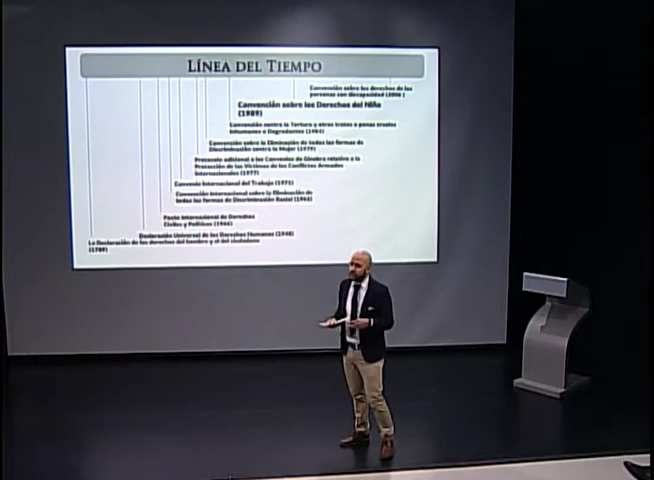 LÍNEA DEL TIEMPO
Convención sobre los derechos de las
personas con discapacidad (2006 )
Convención sobre los Derechos del Niño
(1989)
Convención contra la Tortura y otros tratos o penas crueles
Inhumanos o Degradantes (1984)
Convención sobre la Eliminación de todas las formas de
Discriminación contra la Mujer (1979)
Protocolo adicional a los Convenios de Ginebra relativo a la
Protección de las Víctimas de los Conflictos Armados
Internacionales (1977)
Convenio Internacional del Trabajo (1971)
Convención Internacional sobre la Eliminación de
todas las formas de Discriminación Racial (1966)
Pacto Internacional de Derechos
Civiles y Políticos (1966)
Declaración Universal de los Derechos Humanos (1948)
La Declaración de los derechos del hombre y el del ciudadano
(1789)